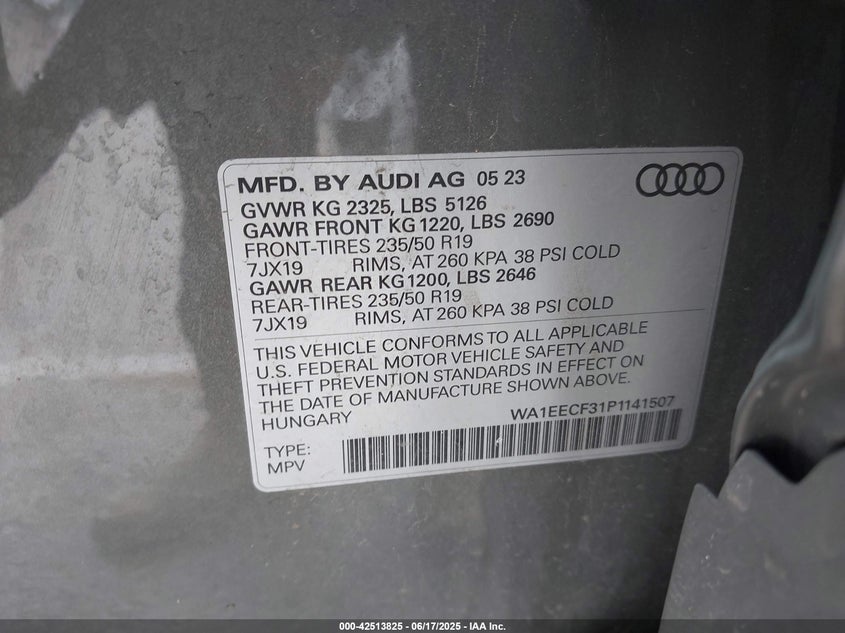 MFD. BY AUDI AG 05 23
GVWR KG 2325, LBS 5126
GAWR FRONT KG 1220, LBS 2690
FRONT-TIRES 235/50 R19
7JX19 RIMS, AT 260 KPA 38 PSI COLD
GAWR REAR KG 1200, LBS 2646
REAR-TIRES 235/50 R19
7JX19 RIMS, AT 260 KPA 38 PSI COLD
THIS VEHICLE CONFORMS TO ALL APPLICABLE
U.S. FEDERAL MOTOR VEHICLE SAFETY AND
THEFT PREVENTION STANDARDS IN EFFECT ON
THE DATE OF MANUFACTURE SHOWN ABOVE.
HUNGARY WA1EECF31P1141507
TYPE:
MPV
000-42513825 - 06/17/2025 - IAA Inc.